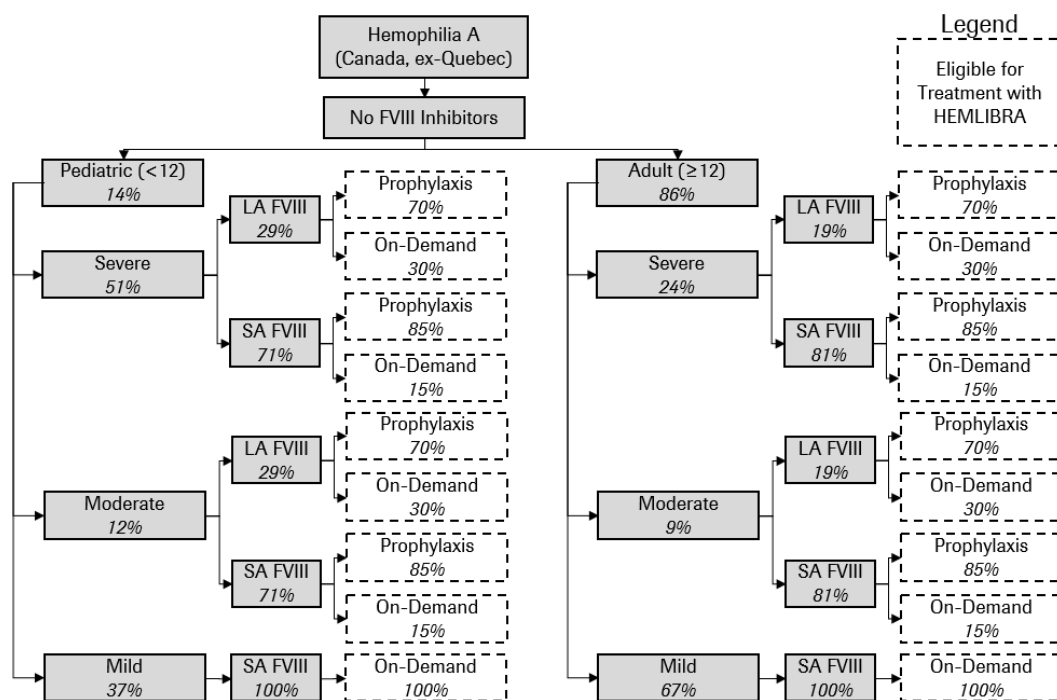 Legend
Eligible for
Treatment with
HEMLIBRA
Hemophilia A
(Canada, ex-Quebec)
No FVIII Inhibitors
Pediatric (<12)
14%
Severe
51%
LA FVIII
29%
Prophylaxis
70%
On-Demand
30%
SA FVIII
71%
Prophylaxis
85%
On-Demand
15%
Moderate
12%
LA FVIII
29%
Prophylaxis
70%
On-Demand
30%
SA FVIII
71%
Prophylaxis
85%
On-Demand
15%
Mild
37%
SA FVIII
100%
On-Demand
100%
Adult (≥12)
86%
Severe
24%
LA FVIII
19%
Prophylaxis
70%
On-Demand
30%
SA FVIII
81%
Prophylaxis
85%
On-Demand
15%
Moderate
9%
LA FVIII
19%
Prophylaxis
70%
On-Demand
30%
SA FVIII
81%
Prophylaxis
85%
On-Demand
15%
Mild
67%
SA FVIII
100%
On-Demand
100%